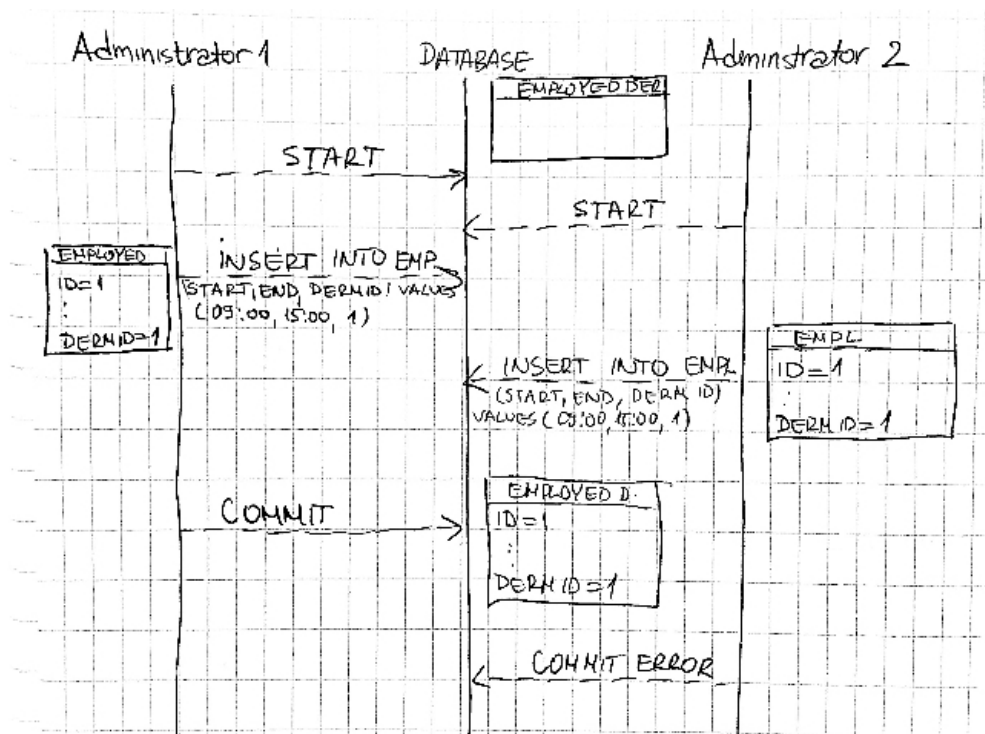 Administrator 1
DATABASE
Adminstrator 2
EMPLOYED DER
START
START
EMPLOYED
ID=1
:
DERMID=1
INSERT INTO EMP
(START, END, DERMID) VALUES
(09:00, 15:00, 1)
EMPL.
ID=1
:
DERM ID=1
INSERT INTO EMPL
(START, END, DERM ID)
VALUES (09:00, 15:00, 1)
COMMIT
EMPLOYED D.
ID=1
:
DERM ID=1
COMMIT ERROR